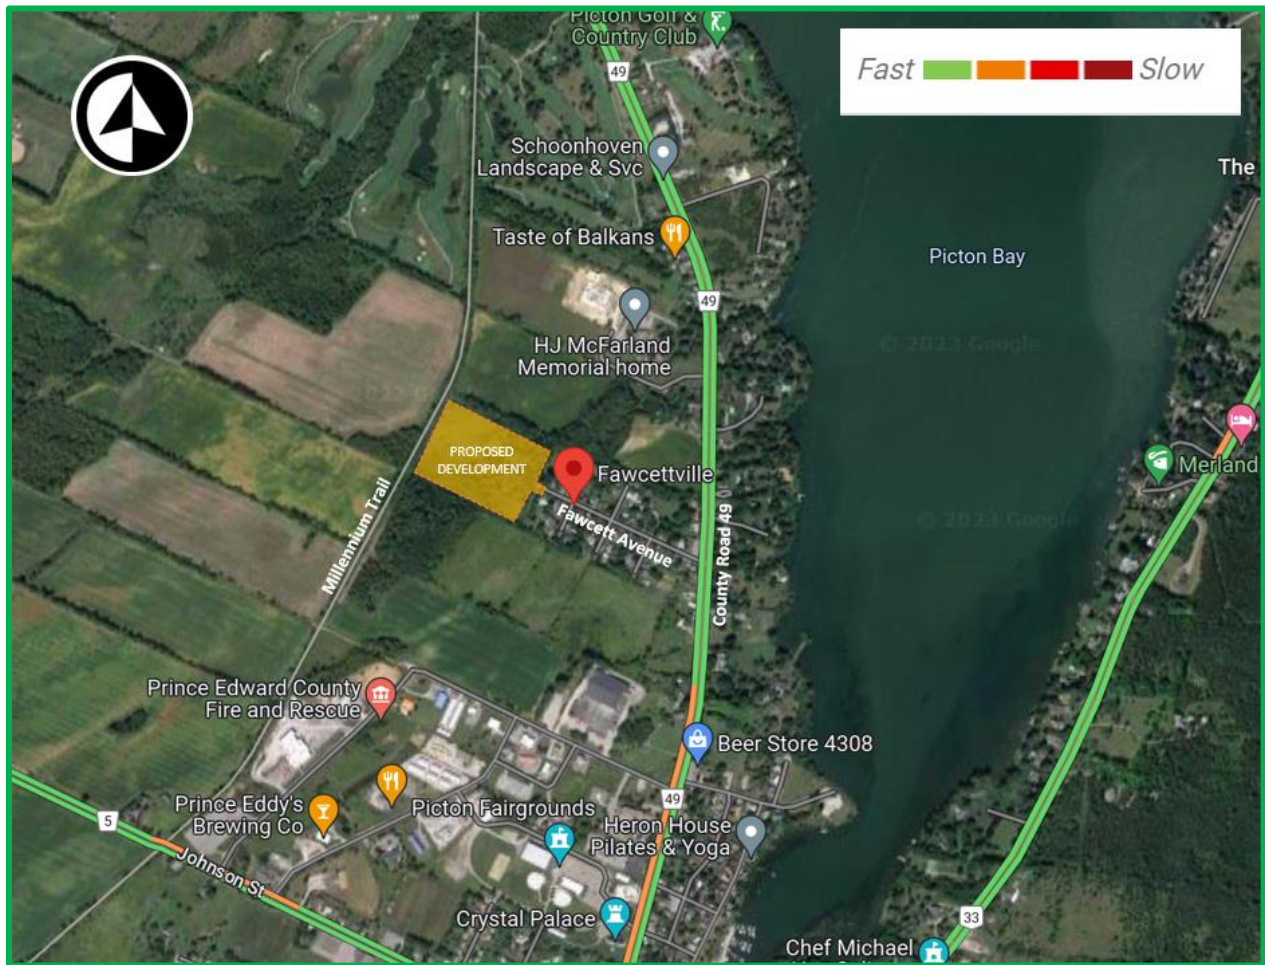 Picton Golf &
Country Club
Fast
Slow
49
Schoonhoven
Landscape & Svc
The
Taste of Balkans
Picton Bay
49
HJ McFarland
Memorial home
© 2023 Google
PROPOSED
DEVELOPMENT
Fawcettville
Merland
Millennium Trail
Fawcett Avenue
County Road 49
© 2023 Google
Prince Edward County
Fire and Rescue
Beer Store 4308
49
Prince Eddy's
Brewing Co
Picton Fairgrounds
Heron House
Pilates & Yoga
5
Johnson St
Crystal Palace
33
Chef Michael